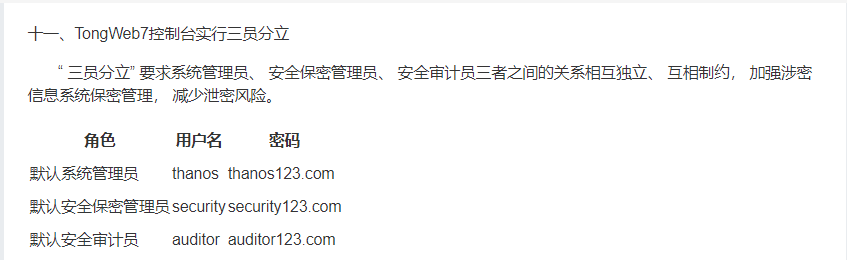 十一、TongWeb7控制台实行三员分立
“ 三员分立” 要求系统管理员、 安全保密管理员、 安全审计员三者之间的关系相互独立、 互相制约， 加强涉密
信息系统保密管理， 减少泄密风险。
角色 用户名 密码
默认系统管理员 thanos thanos123.com
默认安全保密管理员 security security123.com
默认安全审计员 auditor auditor123.com